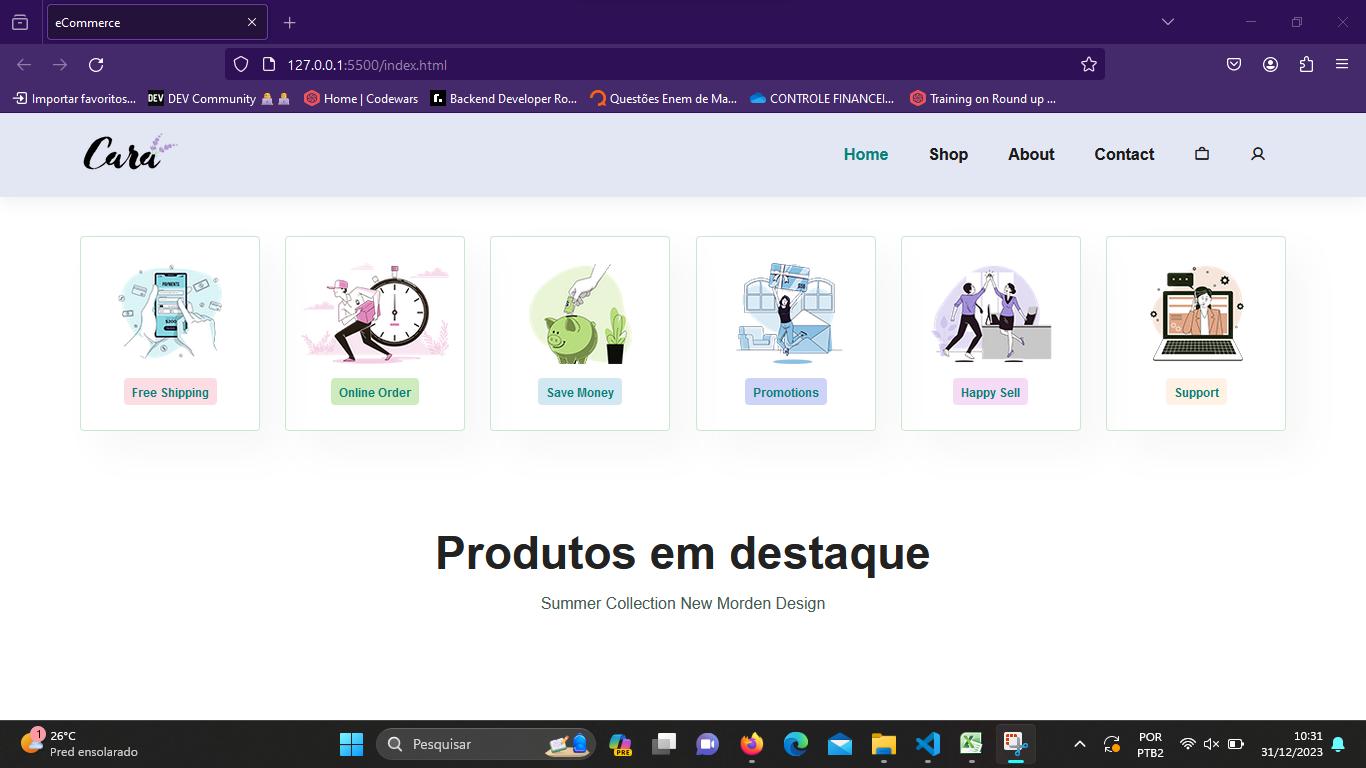 eCommerce
127.0.0.1:5500/index.html
Importar favoritos...
DEV
DEV Community
Home | Codewars
r.
Backend Developer Ro...
Questões Enem de Ma...
CONTROLE FINANCEI...
Training on Round up ...
Cara
Home
Shop
About
Contact
PAYMENTS
$200
$50
Free Shipping
Online Order
Save Money
Promotions
Happy Sell
Support
Produtos em destaque
Summer Collection New Morden Design
1
26°C
Pred ensolarado
Pesquisar
PRE
POR
PTB2
10:31
31/12/2023